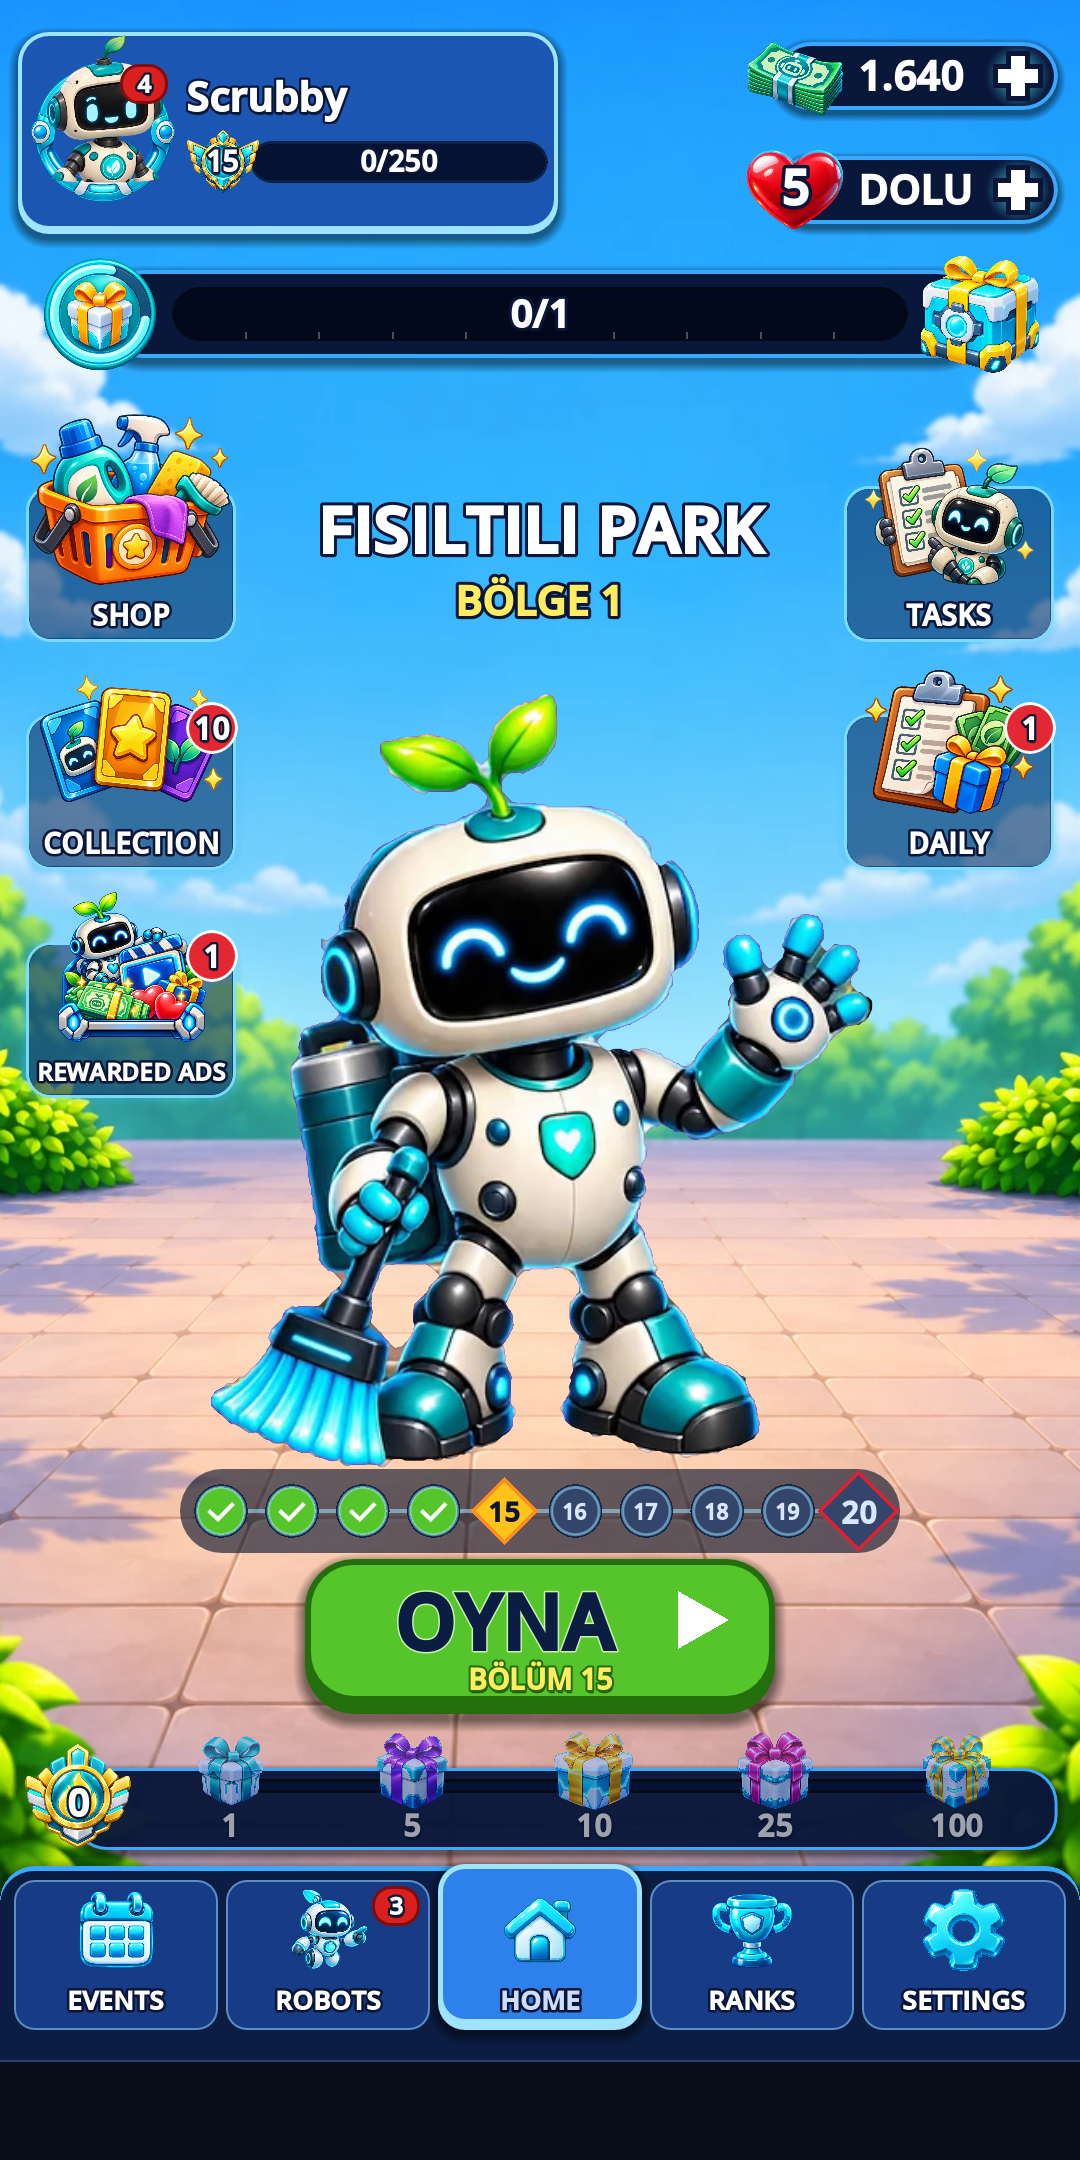 4
Scrubby
15
0/250
1.640
5
DOLU
0/1
SHOP
FISILTILI PARK
BÖLGE 1
TASKS
10
COLLECTION
1
DAILY
1
REWARDED ADS
15 16 17 18 19 20
OYNA
BÖLÜM 15
0
1 5 10 25 100
EVENTS
3
ROBOTS
HOME
RANKS
SETTINGS